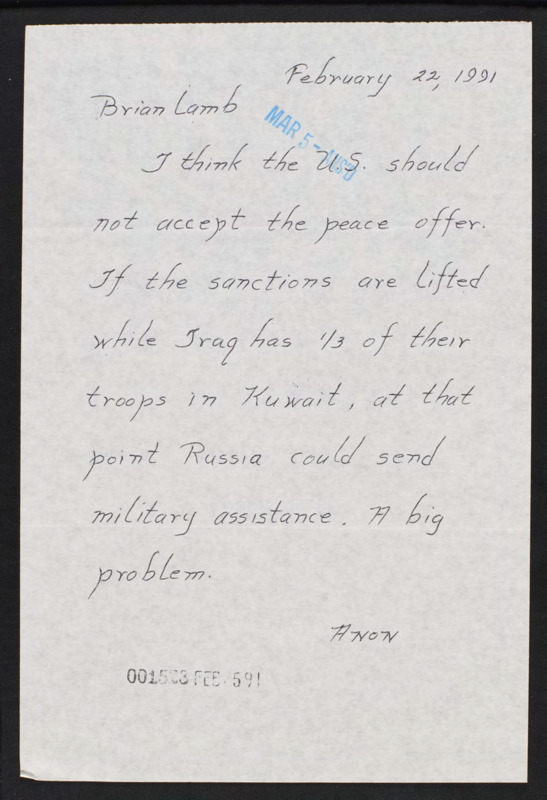 February 22, 1991
Brian Lamb
MAR 5 -
I think the U.S. should
not accept the peace offer.
If the sanctions are lifted
while Iraq has 1/3 of their
troops in Kuwait, at that
point Russia could send
military assistance. A big
problem.
ANON
FEB